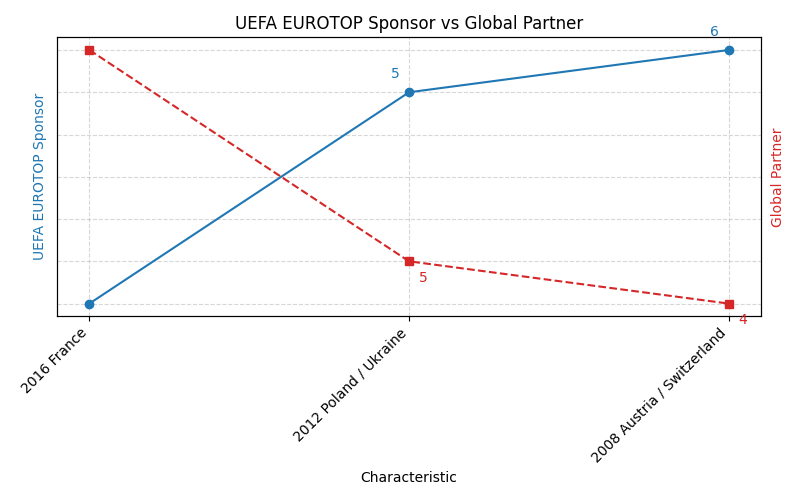 UEFA EUROTOP Sponsor vs Global Partner
6
5
UEFA EUROTOP Sponsor
Global Partner
5
4
2016 France
2012 Poland / Ukraine
2008 Austria / Switzerland
Characteristic